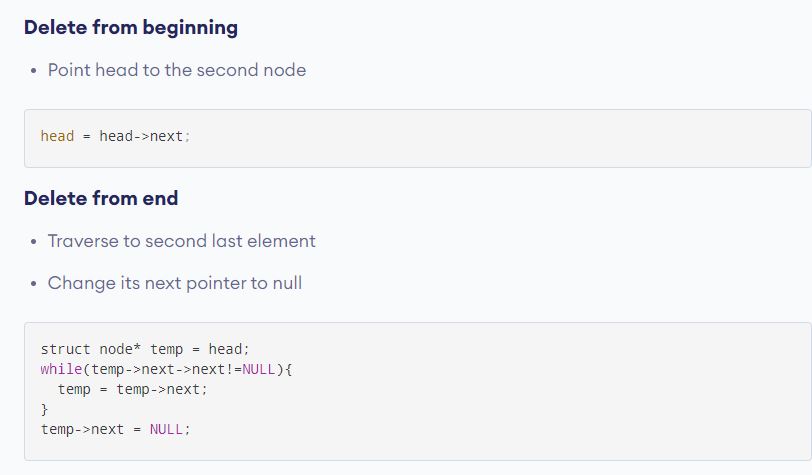 Delete from beginning
• Point head to the second node
head = head->next;
Delete from end
• Traverse to second last element
• Change its next pointer to null
struct node* temp = head;
while(temp->next->next!=NULL){
  temp = temp->next;
}
temp->next = NULL;